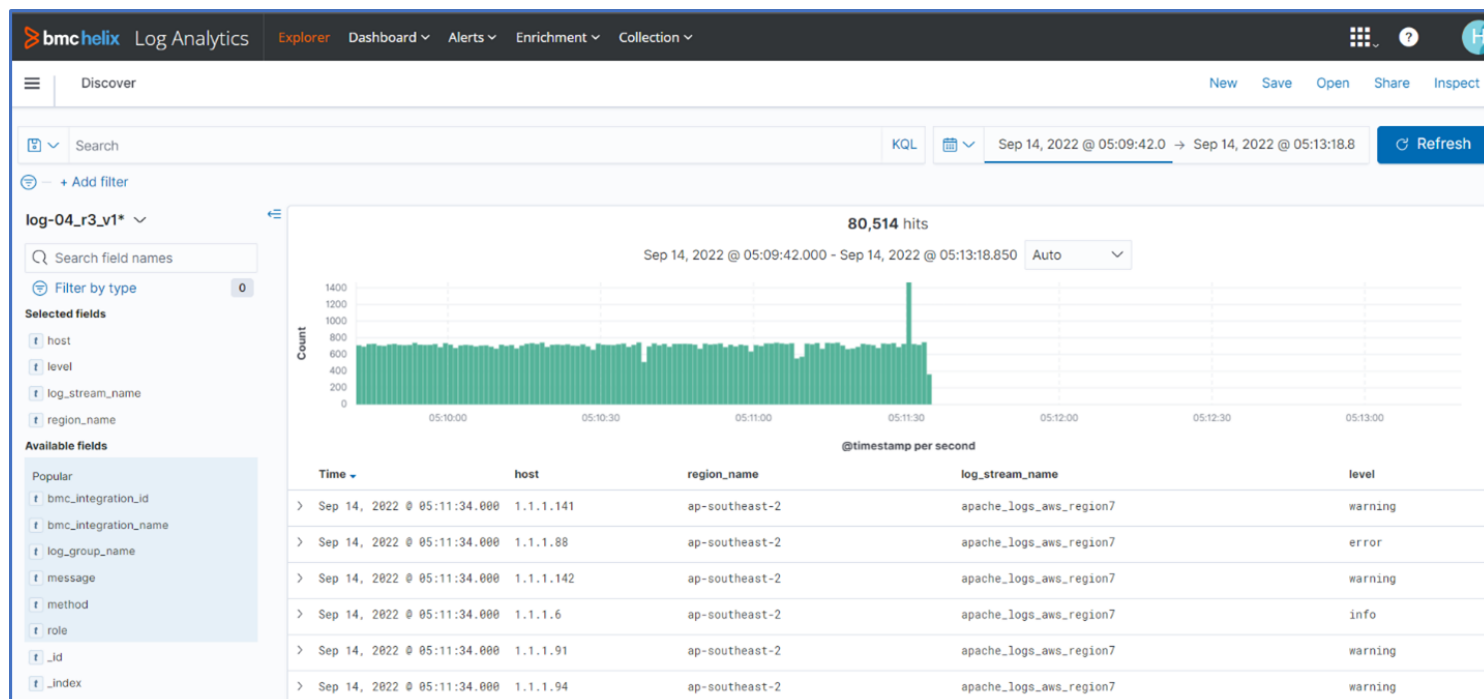 bmchelix Log Analytics Explorer Dashboard Alerts Enrichment Collection ?
Discover New Save Open Share Inspect
Search KQL Sep 14, 2022 @ 05:09:42.0 → Sep 14, 2022 @ 05:13:18.8 Refresh
+ Add filter
log-04_r3_v1*
Search field names
Filter by type 0
Selected fields
t host
t level
t log_stream_name
t region_name
Available fields
Popular
t bmc_integration_id
t bmc_integration_name
t log_group_name
t message
t method
t role
t _id
t _index
80,514 hits
Sep 14, 2022 @ 05:09:42.000 - Sep 14, 2022 @ 05:13:18.850 Auto
Count
1400
1200
1000
800
600
400
200
0
05:10:00 05:10:30 05:11:00 05:11:30 05:12:00 05:12:30 05:13:00
@timestamp per second
Time host region_name log_stream_name level
Sep 14, 2022 @ 05:11:34.000 1.1.1.141 ap-southeast-2 apache_logs_aws_region7 warning
Sep 14, 2022 @ 05:11:34.000 1.1.1.88 ap-southeast-2 apache_logs_aws_region7 error
Sep 14, 2022 @ 05:11:34.000 1.1.1.142 ap-southeast-2 apache_logs_aws_region7 warning
Sep 14, 2022 @ 05:11:34.000 1.1.1.6 ap-southeast-2 apache_logs_aws_region7 info
Sep 14, 2022 @ 05:11:34.000 1.1.1.91 ap-southeast-2 apache_logs_aws_region7 warning
Sep 14, 2022 @ 05:11:34.000 1.1.1.94 ap-southeast-2 apache_logs_aws_region7 warning